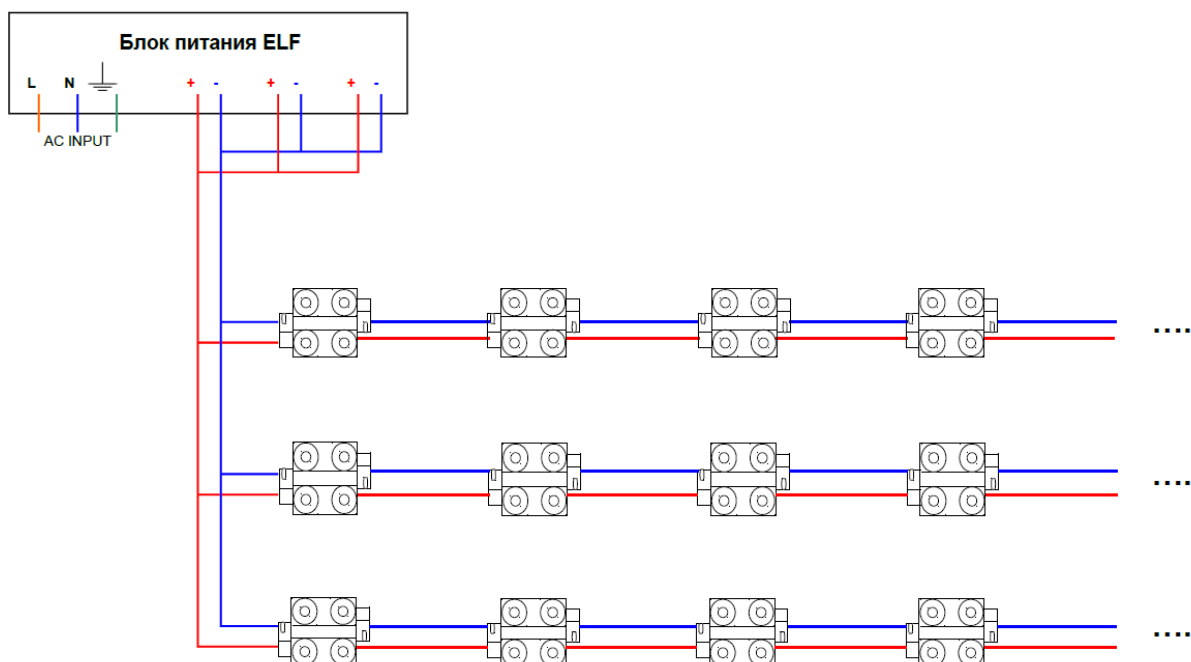 Блок питания ELF
L N + - + - + -
AC INPUT
....
....
....